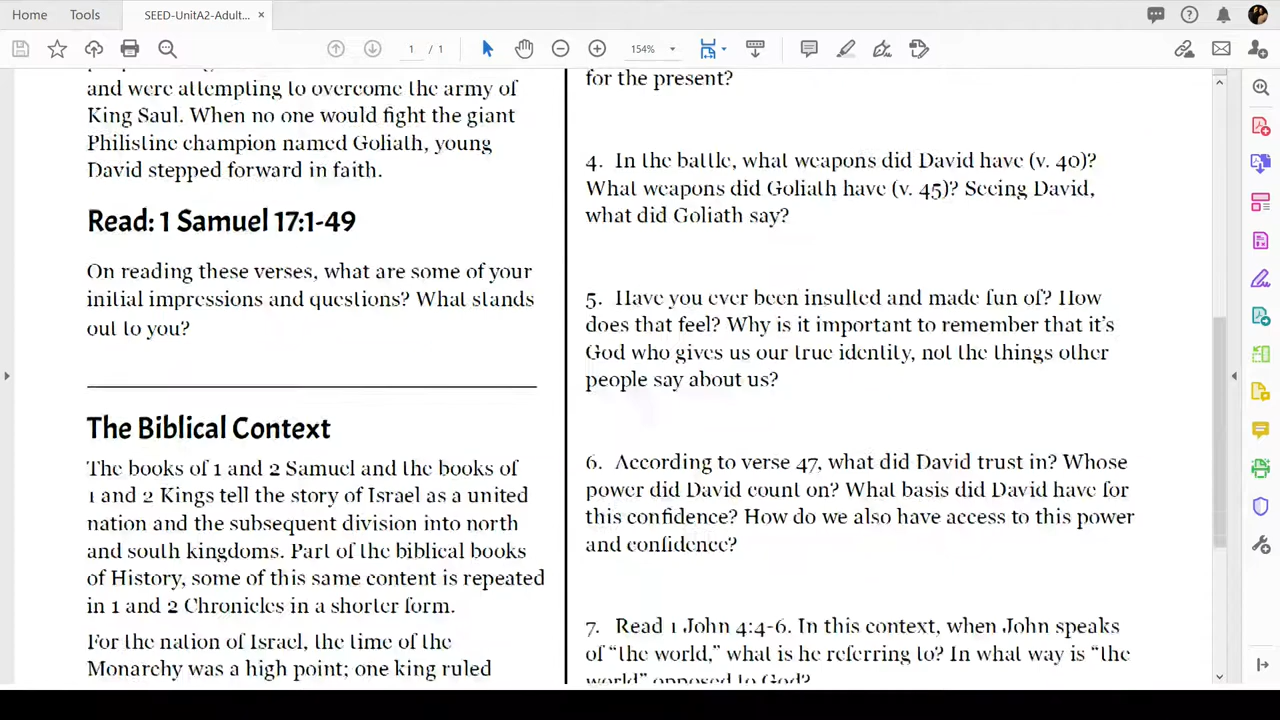 Home
Tools
SEED-UnitA2-Adult...
×
1 / 1
154%
and were attempting to overcome the army of
King Saul. When no one would fight the giant
Philistine champion named Goliath, young
David stepped forward in faith.
Read: 1 Samuel 17:1-49
On reading these verses, what are some of your
initial impressions and questions? What stands
out to you?
The Biblical Context
The books of 1 and 2 Samuel and the books of
1 and 2 Kings tell the story of Israel as a united
nation and the subsequent division into north
and south kingdoms. Part of the biblical books
of History, some of this same content is repeated
in 1 and 2 Chronicles in a shorter form.
For the nation of Israel, the time of the
Monarchy was a high point; one king ruled
for the present?
4. In the battle, what weapons did David have (v. 40)?
What weapons did Goliath have (v. 45)? Seeing David,
what did Goliath say?
5. Have you ever been insulted and made fun of? How
does that feel? Why is it important to remember that it's
God who gives us our true identity, not the things other
people say about us?
6. According to verse 47, what did David trust in? Whose
power did David count on? What basis did David have for
this confidence? How do we also have access to this power
and confidence?
7. Read 1 John 4:4-6. In this context, when John speaks
of “the world,” what is he referring to? In what way is “the
world” opposed to God?